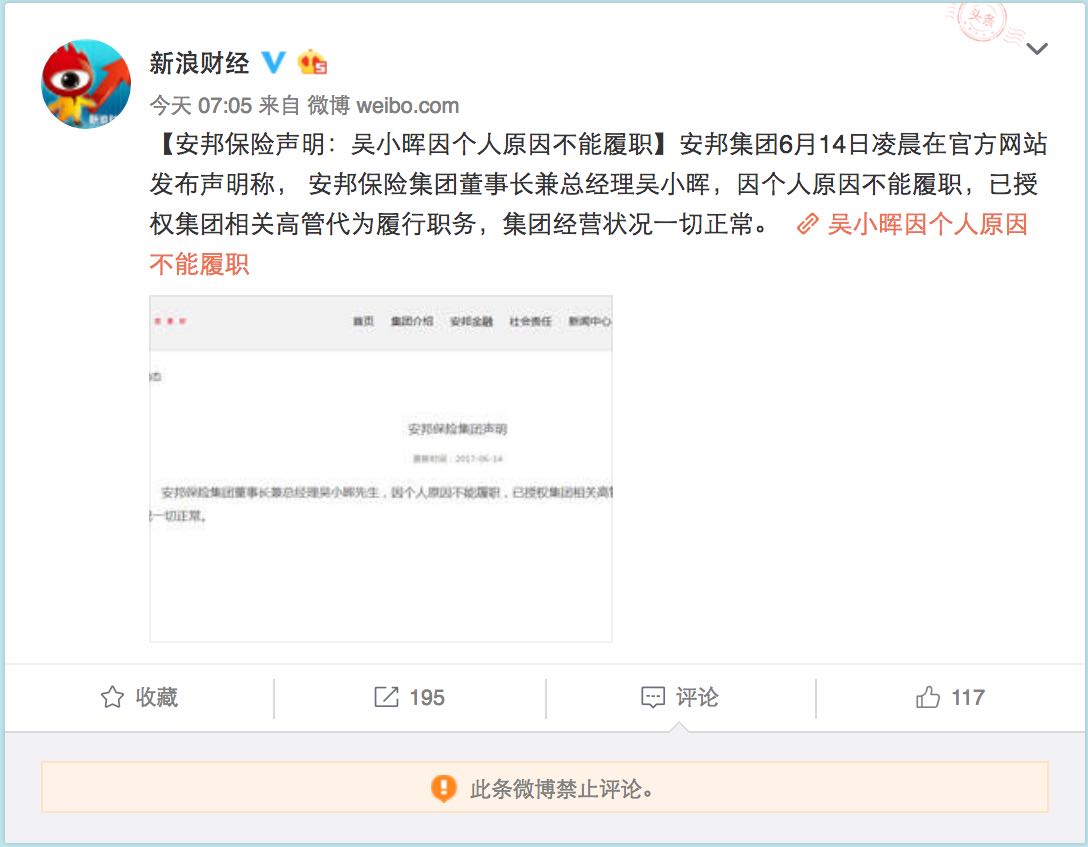 头条
新浪财经
今天 07:05 来自 微博 weibo.com
【安邦保险声明：吴小晖因个人原因不能履职】安邦集团6月14日凌晨在官方网站
发布声明称， 安邦保险集团董事长兼总经理吴小晖，因个人原因不能履职，已授
权集团相关高管代为履行职务，集团经营状况一切正常。 吴小晖因个人原因
不能履职
首页 集团介绍 安邦金融 社会责任 新闻中心
安邦保险集团声明
更新时间：2017-06-14
安邦保险集团董事长兼总经理吴小晖先生，因个人原因不能履职，已授权集团相关高
一切正常。
收藏 195 评论 117
此条微博禁止评论。